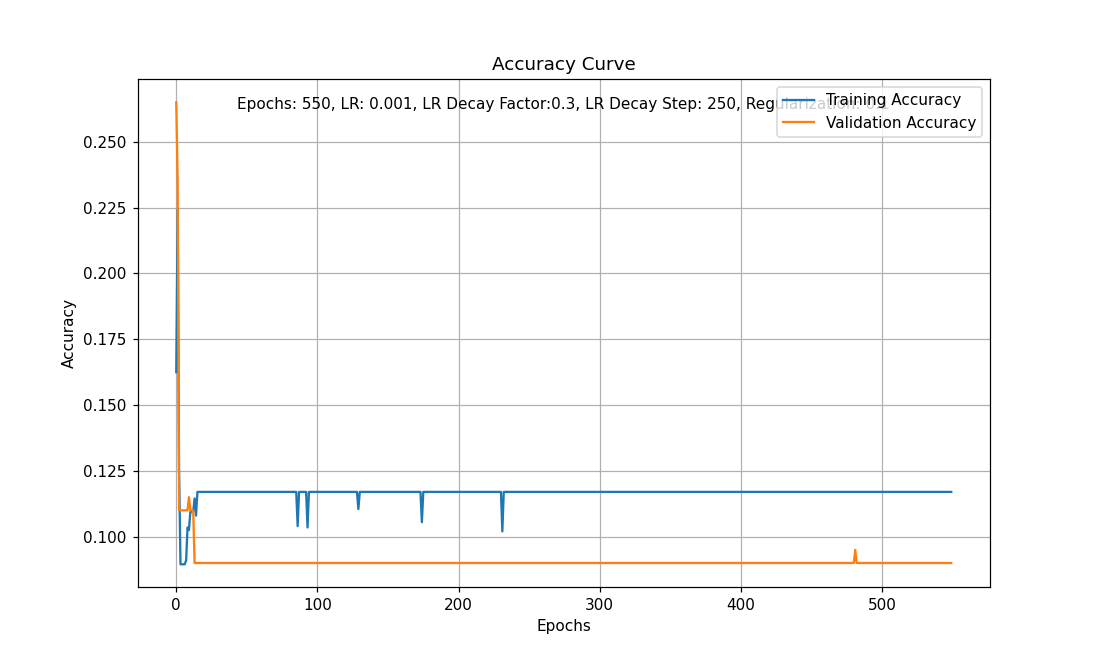 Accuracy Curve
Epochs: 550, LR: 0.001, LR Decay Factor:0.3, LR Decay Step: 250, Regularization:
Training Accuracy
Validation Accuracy
Accuracy
0.250
0.225
0.200
0.175
0.150
0.125
0.100
0
100
200
300
400
500
Epochs